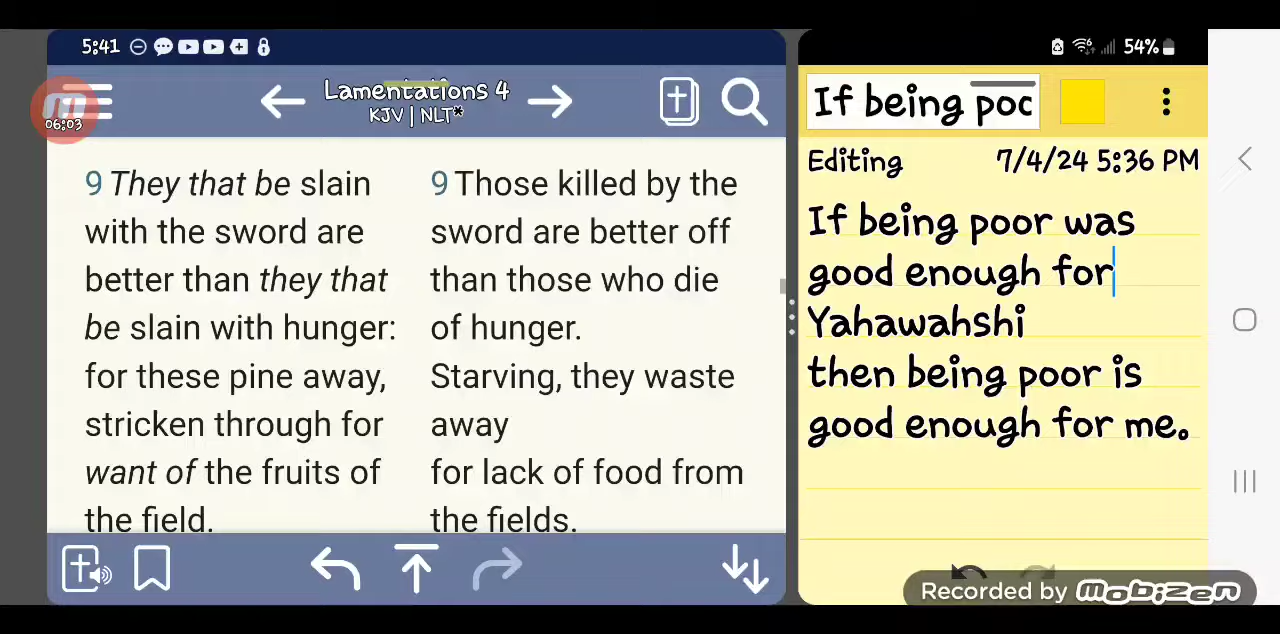 5:41
54%
06:03
Lamentations 4
KJV | NLT*
9 They that be slain
with the sword are
better than they that
be slain with hunger:
for these pine away,
stricken through for
want of the fruits of
the field.
9 Those killed by the
sword are better off
than those who die
of hunger.
Starving, they waste
away
for lack of food from
the fields.
If being poc
Editing 7/4/24 5:36 PM
If being poor was
good enough for
Yahawahshi
then being poor is
good enough for me.
Recorded by mobizen